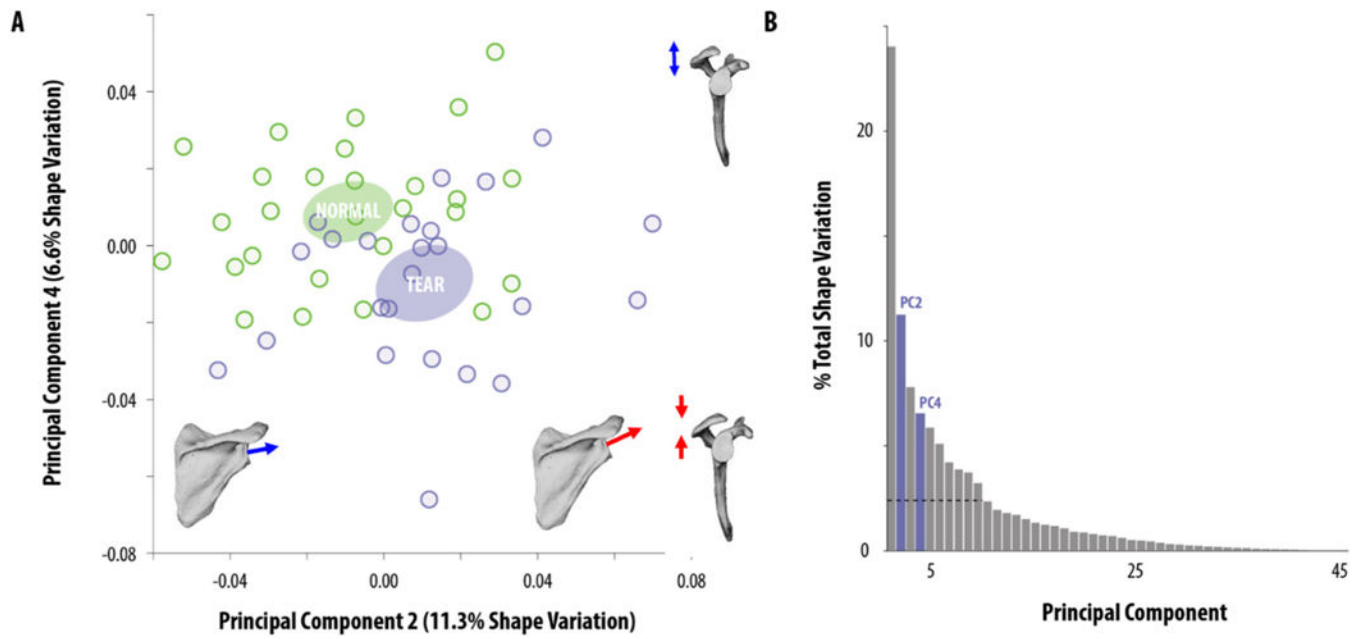 A
Principal Component 4 (6.6% Shape Variation)
0.04
0.00
-0.04
-0.08
NORMAL
TEAR
-0.04
0.00
0.04
0.08
Principal Component 2 (11.3% Shape Variation)
B
% Total Shape Variation
20
10
0
PC2
PC4
5
25
45
Principal Component